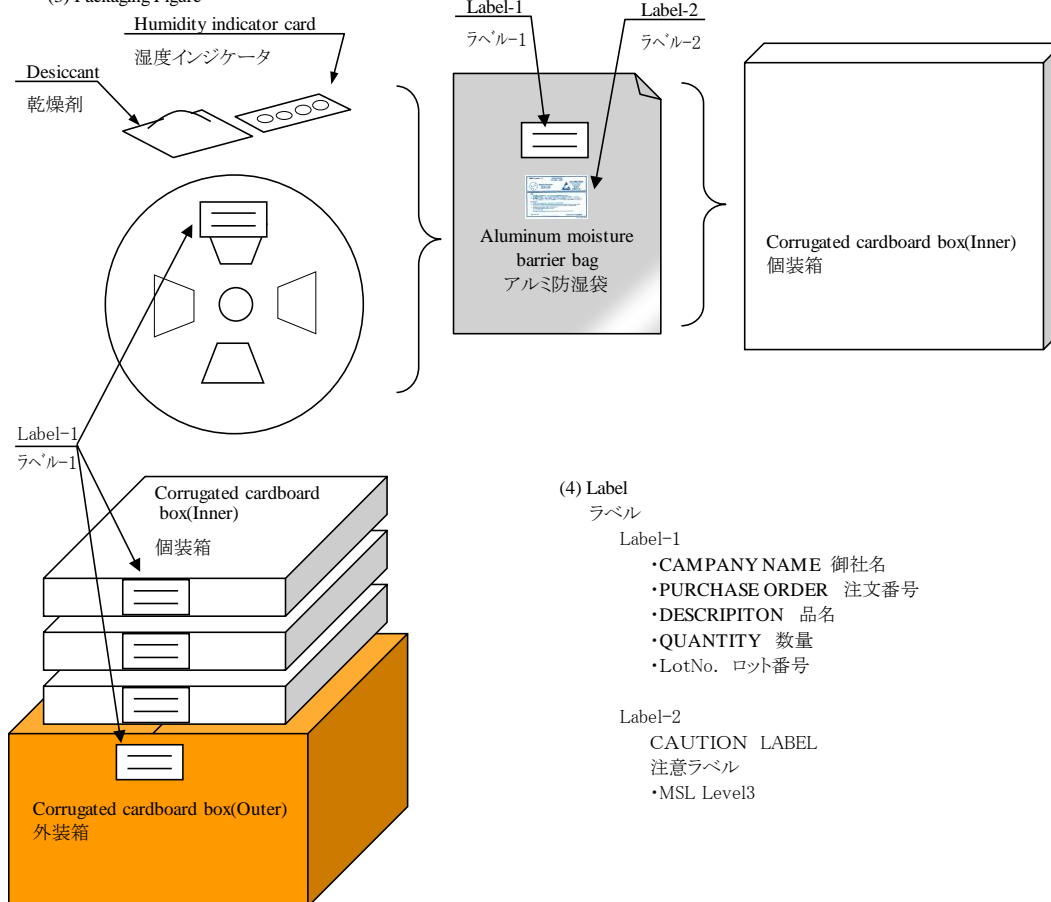 (3) Packaging Figure
Humidity indicator card
湿度インジケータ
Desiccant
乾燥剤
Label-1
ラベル-1
Label-2
ラベル-2
Aluminum moisture
barrier bag
アルミ防湿袋
Corrugated cardboard box(Inner)
個装箱
Label-1
ラベル-1
Corrugated cardboard
box(Inner)
個装箱
Corrugated cardboard box(Outer)
外装箱
(4) Label
ラベル
Label-1
・CAMPANY NAME 御社名
・PURCHASE ORDER 注文番号
・DESCRIPITON 品名
・QUANTITY 数量
・LotNo. ロット番号
Label-2
CAUTION LABEL
注意ラベル
・MSL Level3